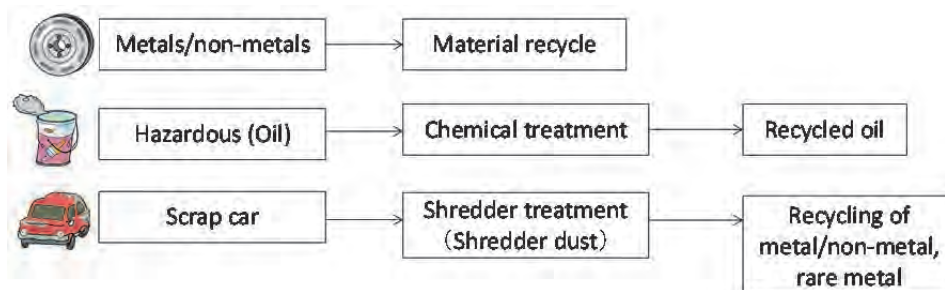 Metals/non-metals
Material recycle
Hazardous (Oil)
Chemical treatment
Recycled oil
Scrap car
Shredder treatment
（Shredder dust）
Recycling of
metal/non-metal,
rare metal